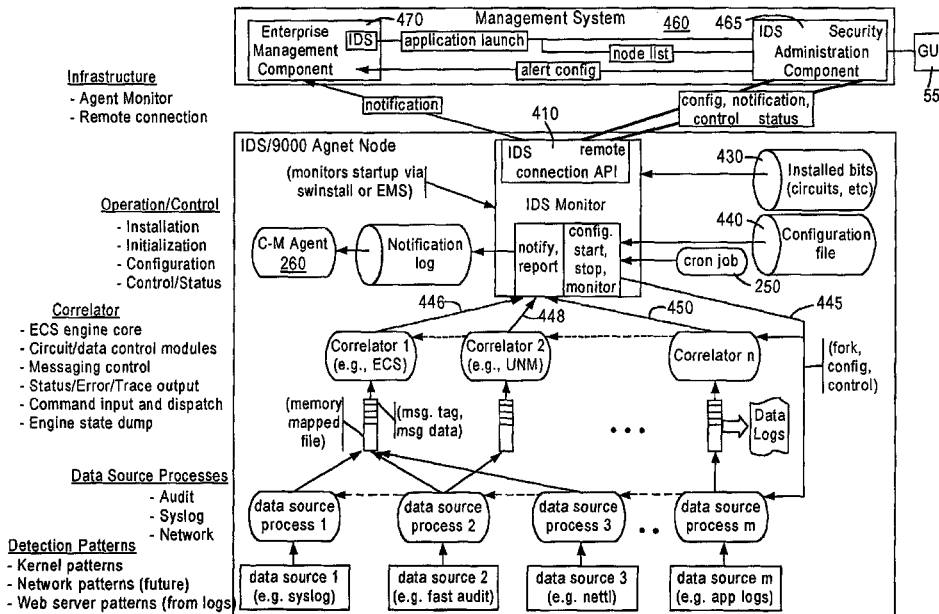 Management System
470
460
465
Enterprise
Management
Component
IDS
application launch
node list
alert config
IDS Security
Administration
Component
GU
55
Infrastructure
- Agent Monitor
- Remote connection
notification
410
config, notification,
control status
IDS/9000 Agnet Node
(monitors startup via
swinstall or EMS)
IDS remote
connection API
IDS Monitor
430
Installed bits
(circuits, etc)
440
Configuration
file
Operation/Control
- Installation
- Initialization
- Configuration
- Control/Status
C-M Agent
260
Notification
log
notify,
report
config.
start,
stop,
monitor
cron job
250
445
446
448
450
Correlator
- ECS engine core
- Circuit/data control modules
- Messaging control
- Status/Error/Trace output
- Command input and dispatch
- Engine state dump
Correlator 1
(e.g., ECS)
Correlator 2
(e.g., UNM)
Correlator n
(fork,
config,
control)
(memory
mapped
file)
(msg. tag,
msg data)
Data
Logs
Data Source Processes
- Audit
- Syslog
- Network
data source
process 1
data source
process 2
data source
process 3
data source
process m
Detection Patterns
- Kernel patterns
- Network patterns (future)
- Web server patterns (from logs)
data source 1
(e.g. syslog)
data source 2
(e.g. fast audit)
data source 3
(e.g. nettl)
data source m
(e.g. app logs)